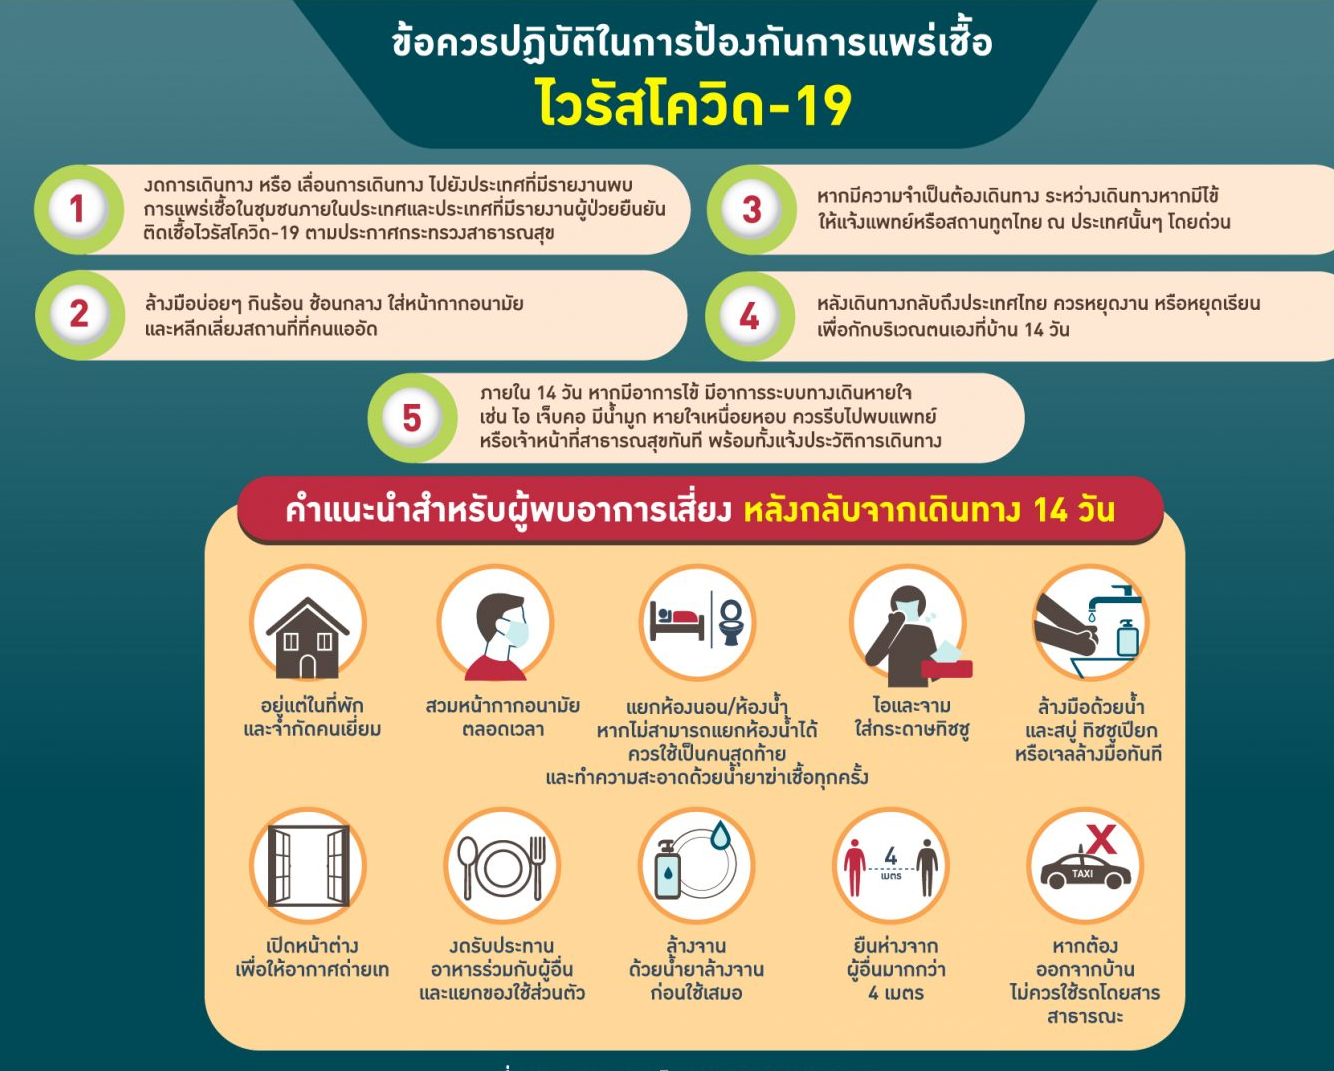 ข้อควรปฏิบัติในการป้องกันการแพร่เชื้อ
ไวรัสโควิด-19
1
งดการเดินทาง หรือ เลื่อนการเดินทาง ไปยังประเทศที่มีรายงานพบ
การแพร่เชื้อในชุมชนภายในประเทศและประเทศที่มีรายงานผู้ป่วยยืนยัน
ติดเชื้อไวรัสโควิด-19 ตามประกาศกระทรวงสาธารณสุข
2
ล้างมือบ่อยๆ กินร้อน ช้อนกลาง ใส่หน้ากากอนามัย
และหลีกเลี่ยงสถานที่ที่คนแออัด
3
หากมีความจำเป็นต้องเดินทาง ระหว่างเดินทางหากมีไข้
ให้แจ้งแพทย์หรือสถานทูตไทย ณ ประเทศนั้นๆ โดยด่วน
4
หลังเดินทางกลับถึงประเทศไทย ควรหยุดงาน หรือหยุดเรียน
เพื่อกักบริเวณตนเองที่บ้าน 14 วัน
5
ภายใน 14 วัน หากมีอาการไข้ มีอาการระบบทางเดินหายใจ
เช่น ไอ เจ็บคอ มีน้ำมูก หายใจเหนื่อยหอบ ควรรีบไปพบแพทย์
หรือเจ้าหน้าที่สาธารณสุขทันที พร้อมทั้งแจ้งประวัติการเดินทาง
คำแนะนำสำหรับผู้พบอาการเสี่ยง หลังกลับจากเดินทาง 14 วัน
อยู่แต่ในที่พัก
และจำกัดคนเยี่ยม
สวมหน้ากากอนามัย
ตลอดเวลา
แยกห้องนอน/ห้องน้ำ
หากไม่สามารถแยกห้องน้ำได้
ควรใช้เป็นคนสุดท้าย
และทำความสะอาดด้วยน้ำยาฆ่าเชื้อทุกครั้ง
ไอและจาม
ใส่กระดาษทิชชู
ล้างมือด้วยน้ำ
และสบู่ ทิชชูเปียก
หรือเจลล้างมือทันที
เปิดหน้าต่าง
เพื่อให้อากาศถ่ายเท
งดรับประทาน
อาหารร่วมกับผู้อื่น
และแยกของใช้ส่วนตัว
ล้างจาน
ด้วยน้ำยาล้างจาน
ก่อนใช้เสมอ
4
เมตร
ยืนห่างจาก
ผู้อื่นมากกว่า
4 เมตร
TAXI
หากต้อง
ออกจากบ้าน
ไม่ควรใช้รถโดยสาร
สาธารณะ